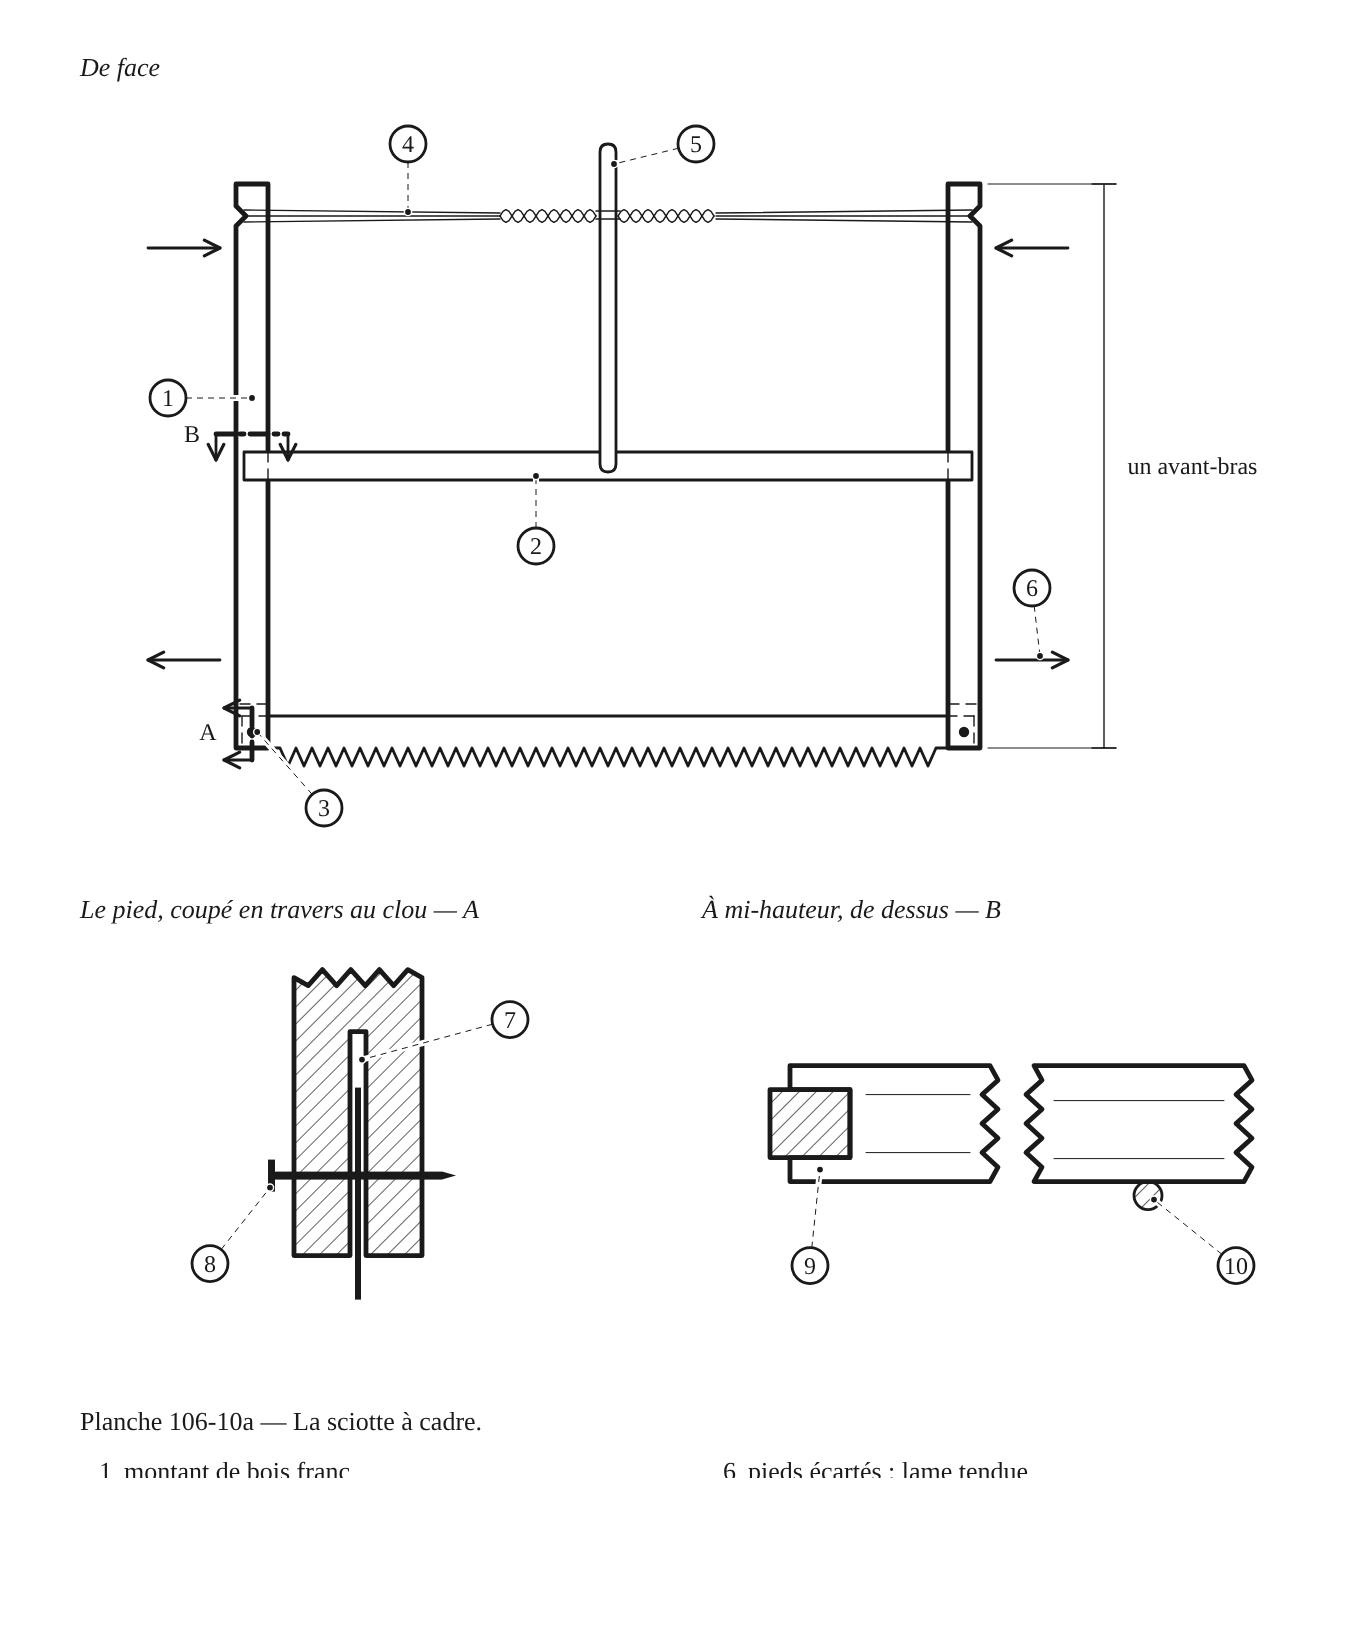 De face
4
5
1
B
un avant-bras
2
6
A
3
Le pied, coupé en travers au clou — A
À mi-hauteur, de dessus — B
7
8
9
10
Planche 106-10a — La sciotte à cadre.
1 montant de bois franc
6 pieds écartés : lame tendue